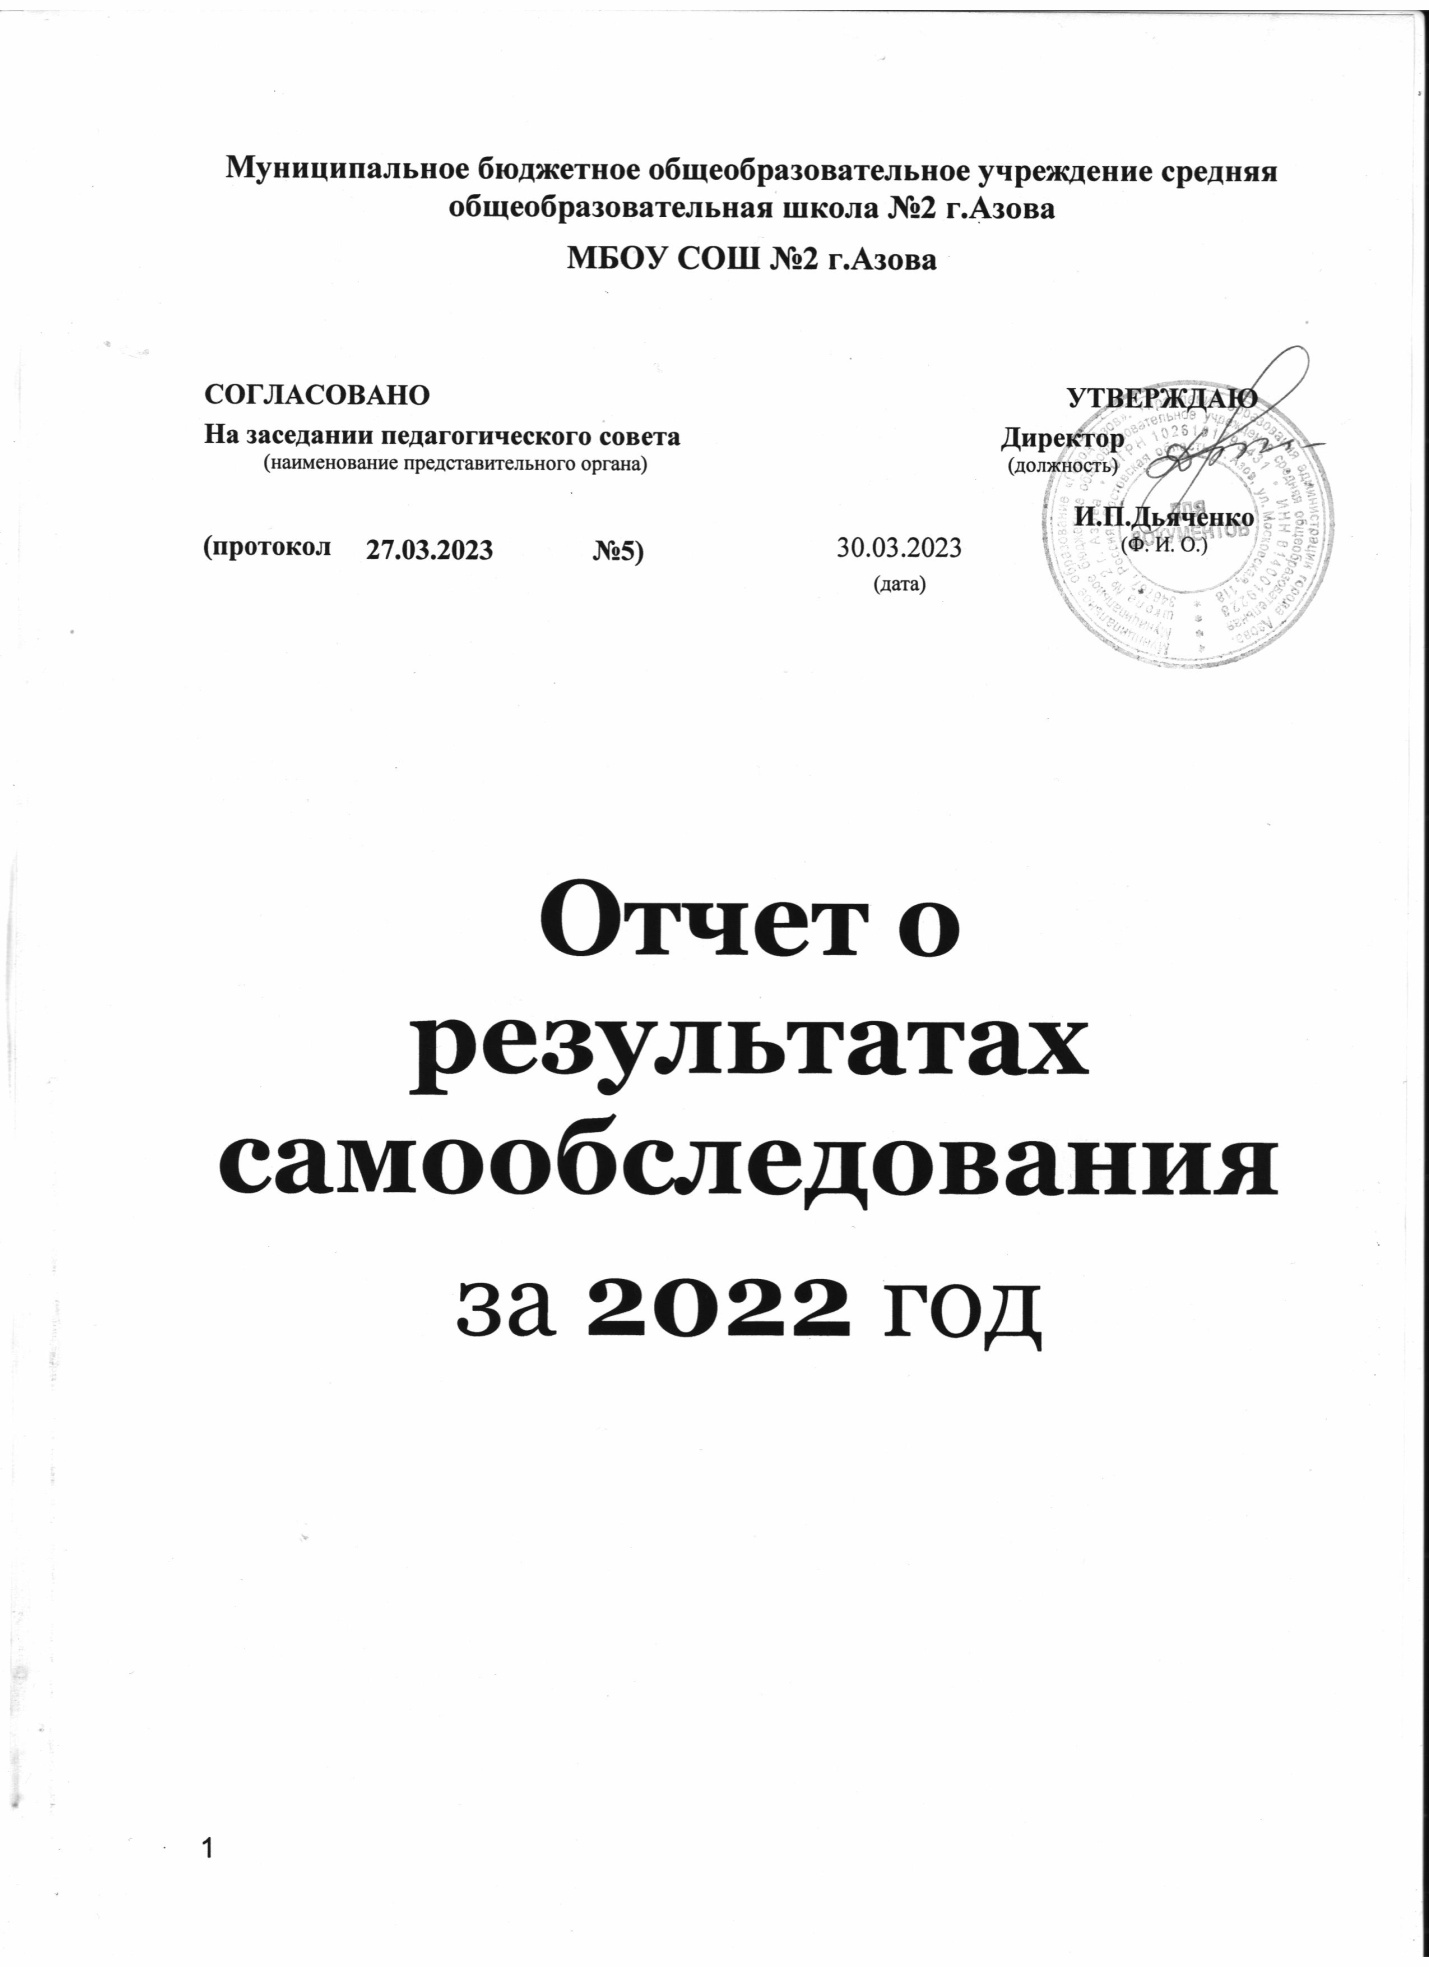 Муниципальное бюджетное общеобразовательное учреждение средняя
общеобразовательная школа №2 г.Азова
МБОУ СОШ №2 г.Азова
СОГЛАСОВАНО
На заседании педагогического совета
(наименование представительного органа)
(протокол 27.03.2023 №5)
УТВЕРЖДАЮ
Директор
(должность)
И.П.Дьяченко
(Ф. И. О.)
30.03.2023
(дата)
ДЛЯ
ДОКУМЕНТОВ
Отчет о
результатах
самообследования
за 2022 год
1